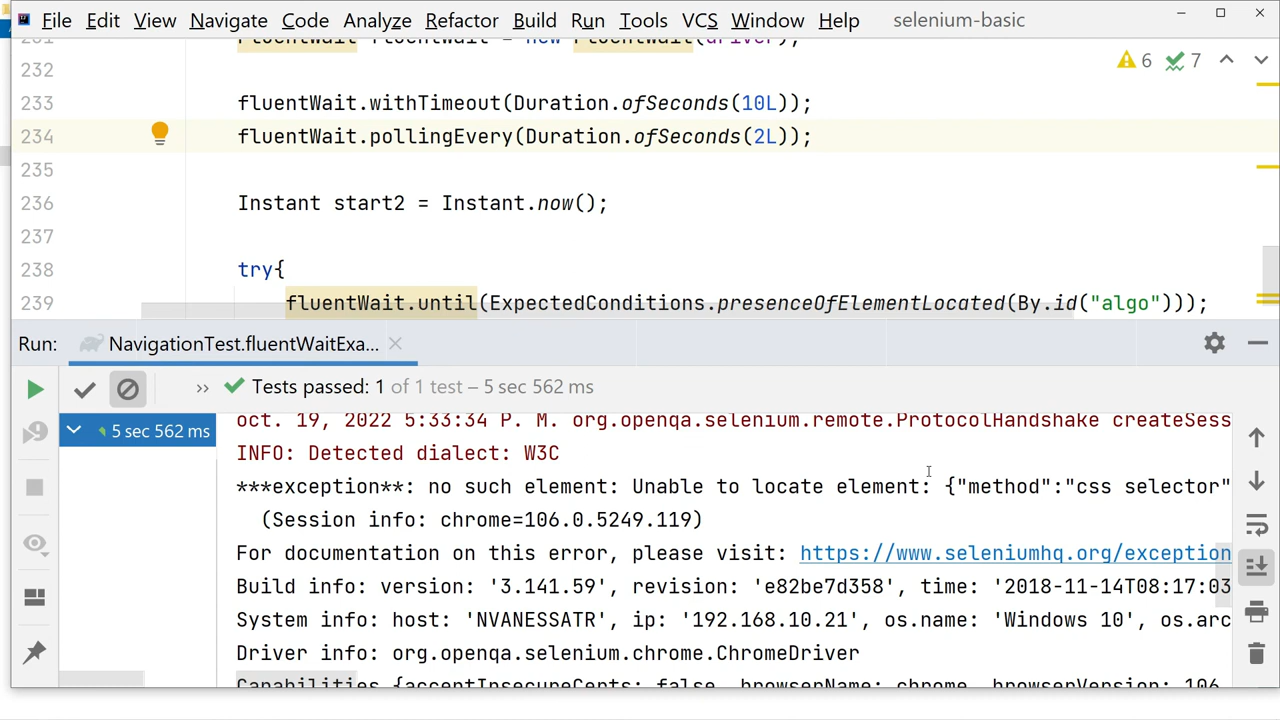 File Edit View Navigate Code Analyze Refactor Build Run Tools VCS Window Help selenium-basic
6 7
232
233 fluentWait.withTimeout(Duration.ofSeconds(10L));
234 fluentWait.pollingEvery(Duration.ofSeconds(2L));
235
236 Instant start2 = Instant.now();
237
238 try{
239 fluentWait.until(ExpectedConditions.presenceOfElementLocated(By.id("algo")));
Run: NavigationTest.fluentWaitExa...
Tests passed: 1 of 1 test – 5 sec 562 ms
5 sec 562 ms
oct. 19, 2022 5:33:34 P. M. org.openqa.selenium.remote.ProtocolHandshake createSess
INFO: Detected dialect: W3C
***exception**: no such element: Unable to locate element: {"method":"css selector"
(Session info: chrome=106.0.5249.119)
For documentation on this error, please visit: https://www.seleniumhq.org/exception
Build info: version: '3.141.59', revision: 'e82be7d358', time: '2018-11-14T08:17:03
System info: host: 'NVANESSATR', ip: '192.168.10.21', os.name: 'Windows 10', os.arc
Driver info: org.openqa.selenium.chrome.ChromeDriver
Capabilities {acceptInsecureCerts: false, browserName: chrome, browserVersion: 106